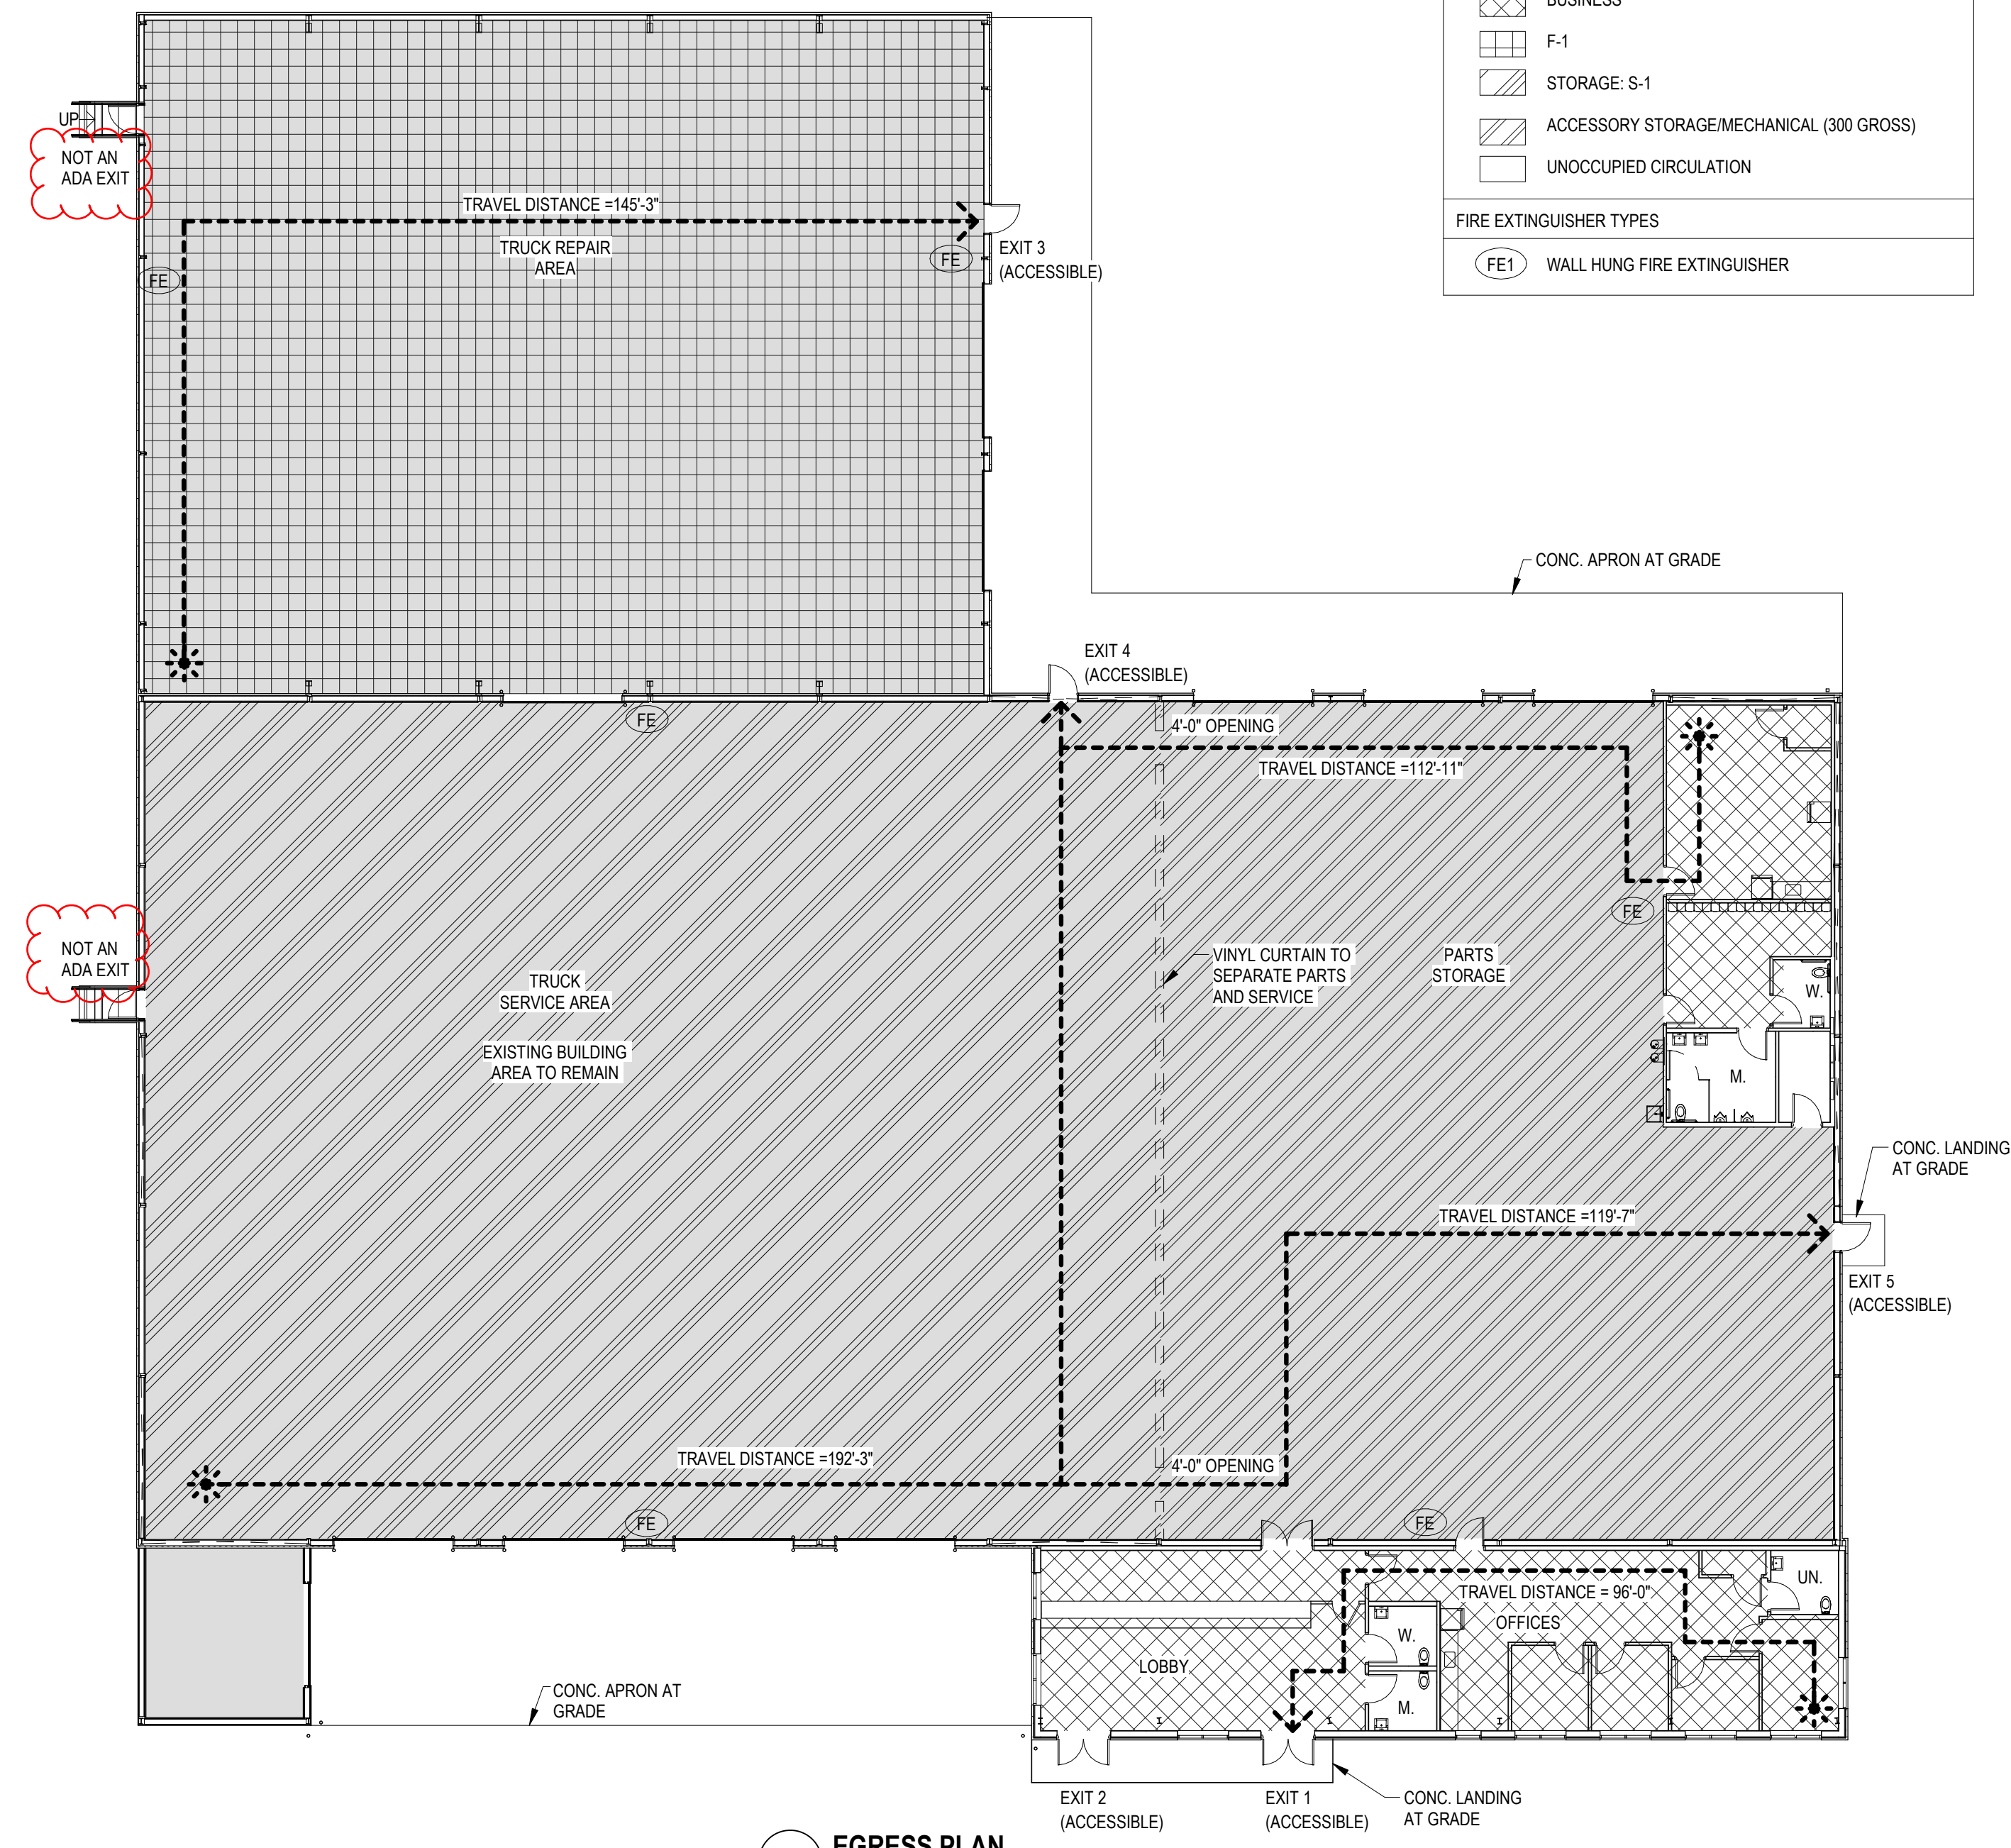 BUSINESS
F-1
STORAGE: S-1
ACCESSORY STORAGE/MECHANICAL (300 GROSS)
UNOCCUPIED CIRCULATION
FIRE EXTINGUISHER TYPES
FE1
WALL HUNG FIRE EXTINGUISHER
UP
NOT AN
ADA EXIT
TRAVEL DISTANCE =145'-3"
TRUCK REPAIR
AREA
FE
FE
EXIT 3
(ACCESSIBLE)
CONC. APRON AT GRADE
EXIT 4
(ACCESSIBLE)
FE
4'-0" OPENING
TRAVEL DISTANCE =112'-11"
FE
NOT AN
ADA EXIT
TRUCK
SERVICE AREA
EXISTING BUILDING
AREA TO REMAIN
VINYL CURTAIN TO
SEPARATE PARTS
AND SERVICE
PARTS
STORAGE
W.
M.
CONC. LANDING
AT GRADE
TRAVEL DISTANCE =119'-7"
EXIT 5
(ACCESSIBLE)
TRAVEL DISTANCE =192'-3"
4'-0" OPENING
FE
FE
TRAVEL DISTANCE = 96'-0"
OFFICES
UN.
W.
LOBBY
M.
CONC. APRON AT
GRADE
EXIT 2
(ACCESSIBLE)
EXIT 1
(ACCESSIBLE)
CONC. LANDING
AT GRADE
EGRESS PLAN